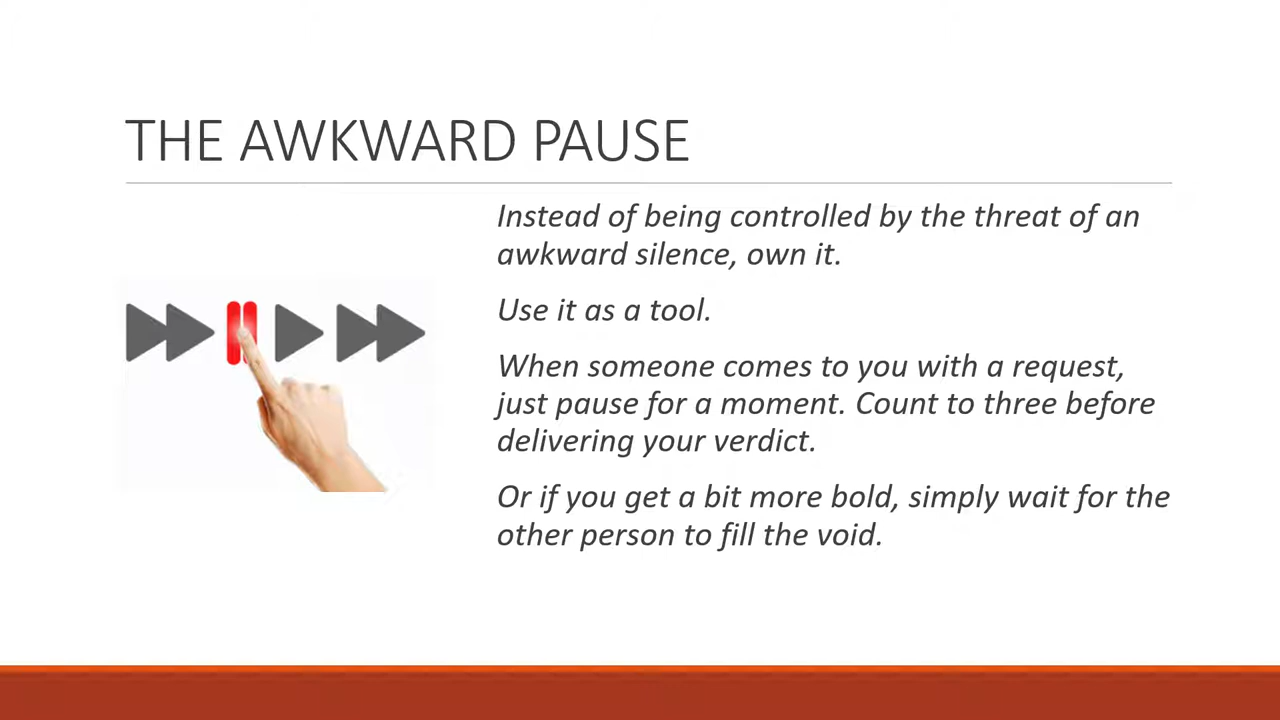 THE AWKWARD PAUSE
Instead of being controlled by the threat of an
awkward silence, own it.
Use it as a tool.
When someone comes to you with a request,
just pause for a moment. Count to three before
delivering your verdict.
Or if you get a bit more bold, simply wait for the
other person to fill the void.